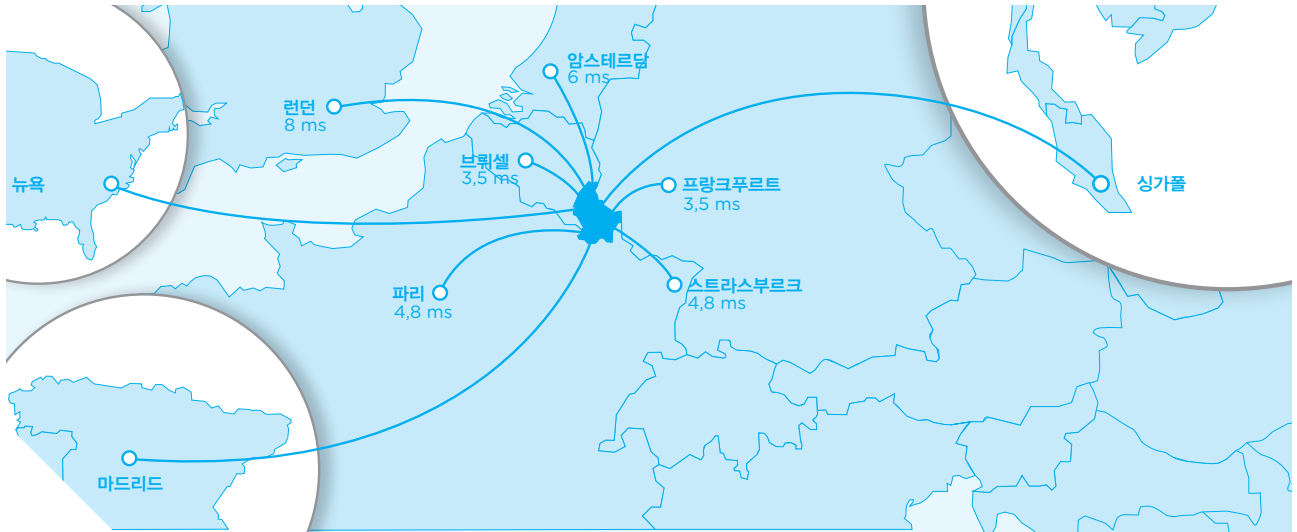 암스테르담
6 ms
런던
8 ms
브뤼셀
3,5 ms
뉴욕
프랑크푸르트
3,5 ms
싱가폴
파리
4,8 ms
스트라스부르크
4,8 ms
마드리드